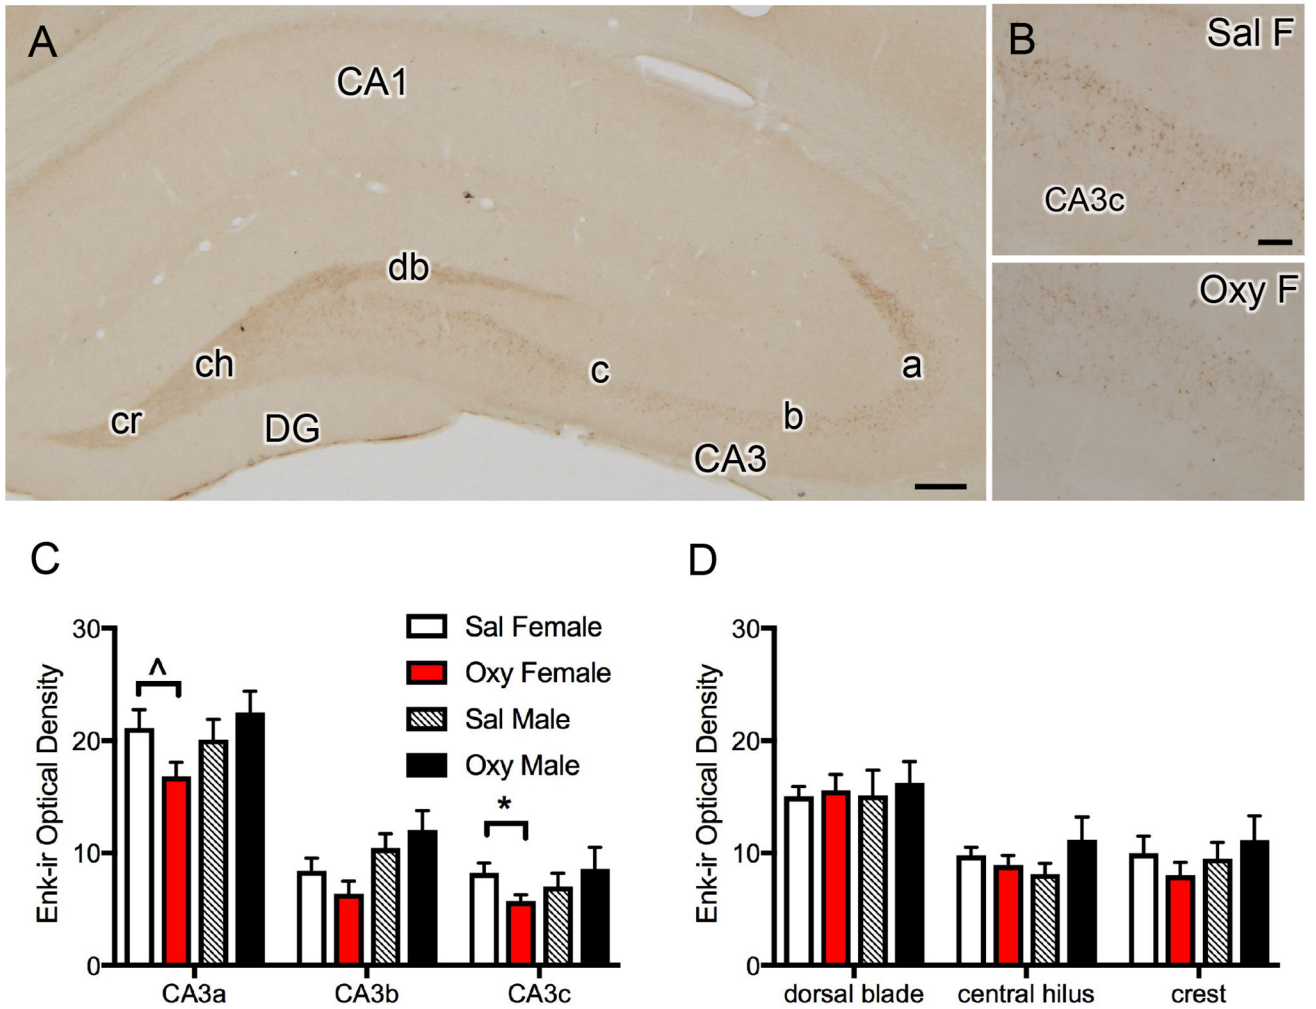 A
CA1
db
ch
cr
DG
c
b
a
CA3
B
Sal F
CA3c
Oxy F
C
Enk-ir Optical Density
30
20
10
0
^
*
Sal Female
Oxy Female
Sal Male
Oxy Male
CA3a
CA3b
CA3c
D
Enk-ir Optical Density
30
20
10
0
dorsal blade
central hilus
crest